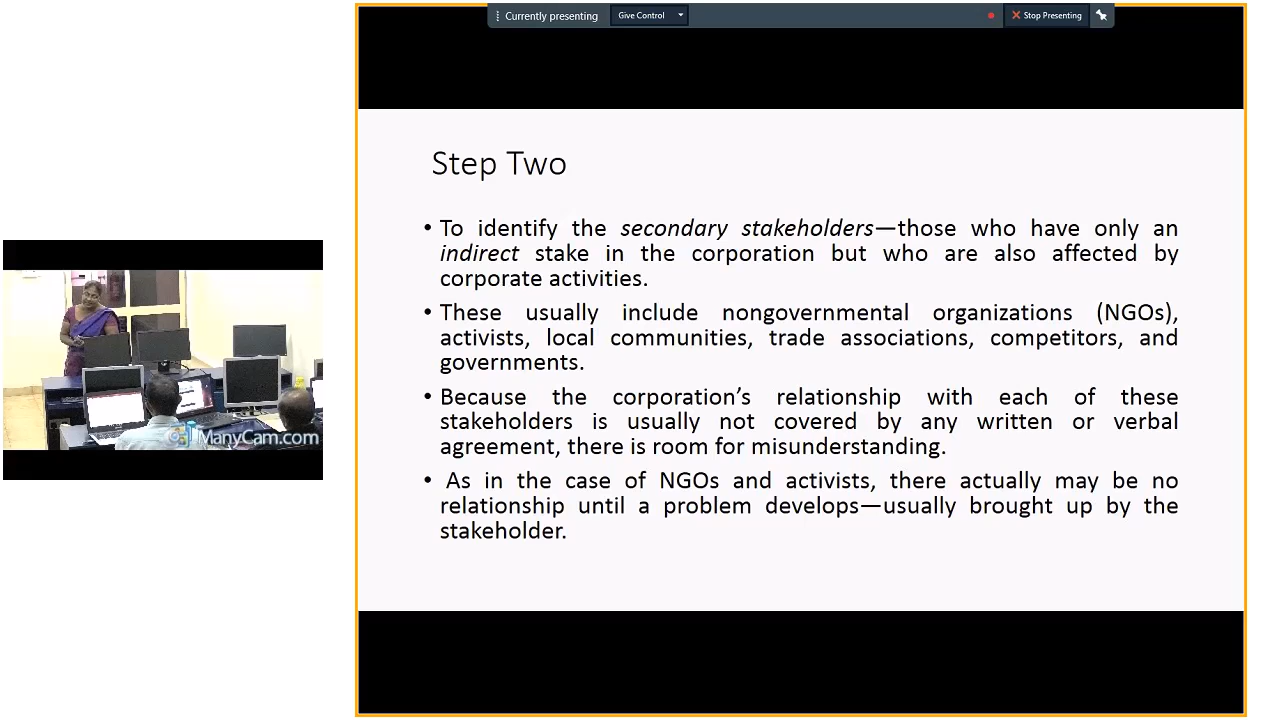 Currently presenting
Give Control
Stop Presenting
Step Two
• To identify the secondary stakeholders—those who have only an
indirect stake in the corporation but who are also affected by
corporate activities.
• These usually include nongovernmental organizations (NGOs),
activists, local communities, trade associations, competitors, and
governments.
• Because the corporation's relationship with each of these
stakeholders is usually not covered by any written or verbal
agreement, there is room for misunderstanding.
• As in the case of NGOs and activists, there actually may be no
relationship until a problem develops—usually brought up by the
stakeholder.
ManyCam.com